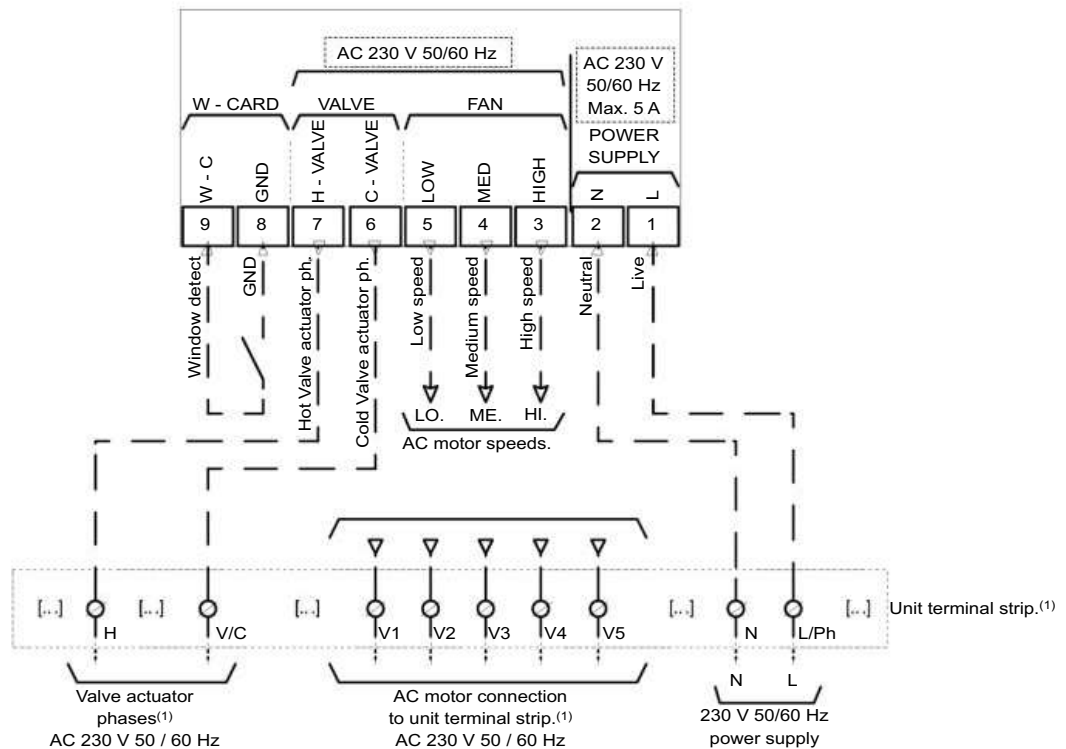 AC 230 V 50/60 Hz
AC 230 V
50/60 Hz
Max. 5 A
W - CARD
VALVE
FAN
POWER
SUPPLY
W - C
GND
H - VALVE
C - VALVE
LOW
MED
HIGH
N
L
9
8
7
6
5
4
3
2
1
Window detect
GND
Hot Valve actuator ph.
Cold Valve actuator ph.
Low speed
Medium speed
High speed
Neutral
Live
LO.
ME.
HI.
AC motor speeds.
[...]
[...]
[...]
[...]
[...]
Unit terminal strip.(1)
H
V/C
V1
V2
V3
V4
V5
N
L/Ph
Valve actuator
phases(1)
AC 230 V 50 / 60 Hz
AC motor connection
to unit terminal strip.(1)
AC 230 V 50 / 60 Hz
N
L
230 V 50/60 Hz
power supply